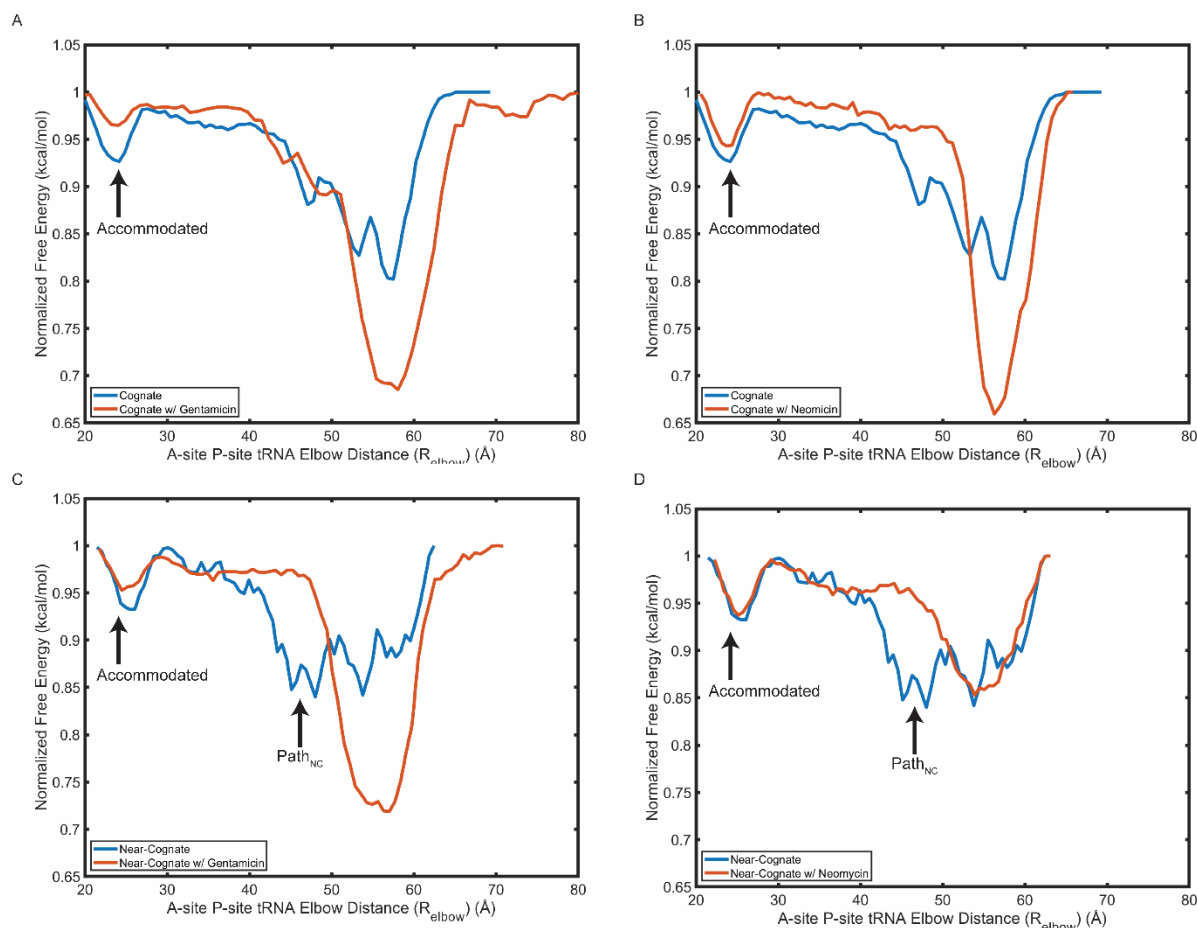 A
1.05
1
0.95
0.9
0.85
0.8
0.75
0.7
0.65
20 30 40 50 60 70 80
Normalized Free Energy (kcal/mol)
A-site P-site tRNA Elbow Distance (Relbow) (Å)
Accommodated
Cognate
Cognate w/ Gentamicin
B
1.05
1
0.95
0.9
0.85
0.8
0.75
0.7
0.65
20 30 40 50 60 70 80
Normalized Free Energy (kcal/mol)
A-site P-site tRNA Elbow Distance (Relbow) (Å)
Accommodated
Cognate
Cognate w/ Neomicin
C
1.05
1
0.95
0.9
0.85
0.8
0.75
0.7
0.65
20 30 40 50 60 70 80
Normalized Free Energy (kcal/mol)
A-site P-site tRNA Elbow Distance (Relbow) (Å)
Accommodated
PathNC
Near-Cognate
Near-Cognate w/ Gentamicin
D
1.05
1
0.95
0.9
0.85
0.8
0.75
0.7
0.65
20 30 40 50 60 70 80
Normalized Free Energy (kcal/mol)
A-site P-site tRNA Elbow Distance (Relbow) (Å)
Accommodated
PathNC
Near-Cognate
Near-Cognate w/ Neomycin